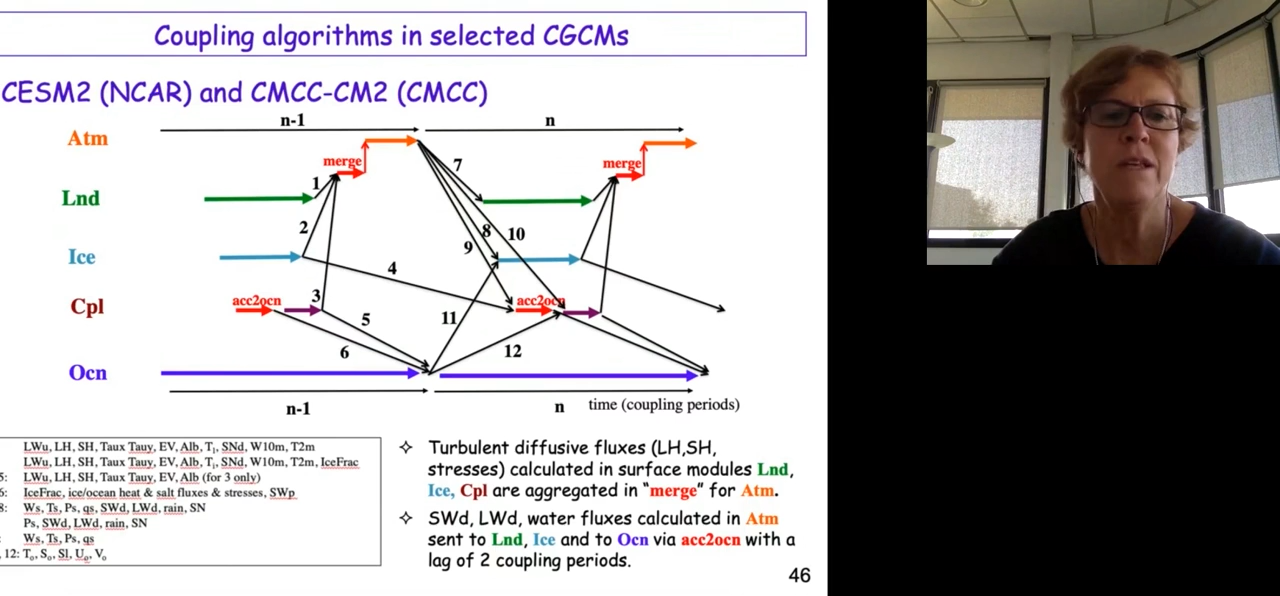 Coupling algorithms in selected CGCMs
CESM2 (NCAR) and CMCC-CM2 (CMCC)
n-1
n
Atm
merge
merge
7
1
Lnd
2
8
10
9
Ice
4
acc2ocn
3
acc2ocn
Cpl
5
11
6
12
Ocn
n-1
n
time (coupling periods)
LWu, LH, SH, Taux Tauy, EV, Alb, Tl, SNd, W10m, T2m
LWu, LH, SH, Taux Tauy, EV, Alb, Tl, SNd, W10m, T2m, IceFrac
5: LWu, LH, SH, Taux Tauy, EV, Alb (for 3 only)
6: IceFrac, ice/ocean heat & salt fluxes & stresses, SWp
8: Ws, Ts, Ps, qs, SWd, LWd, rain, SN
Ps, SWd, LWd, rain, SN
: Ws, Ts, Ps, qs
, 12: To, So, Sl, Uo, Vo
✧ Turbulent diffusive fluxes (LH,SH,
stresses) calculated in surface modules Lnd,
Ice, Cpl are aggregated in "merge" for Atm.
✧ SWd, LWd, water fluxes calculated in Atm
sent to Lnd, Ice and to Ocn via acc2ocn with a
lag of 2 coupling periods.
46